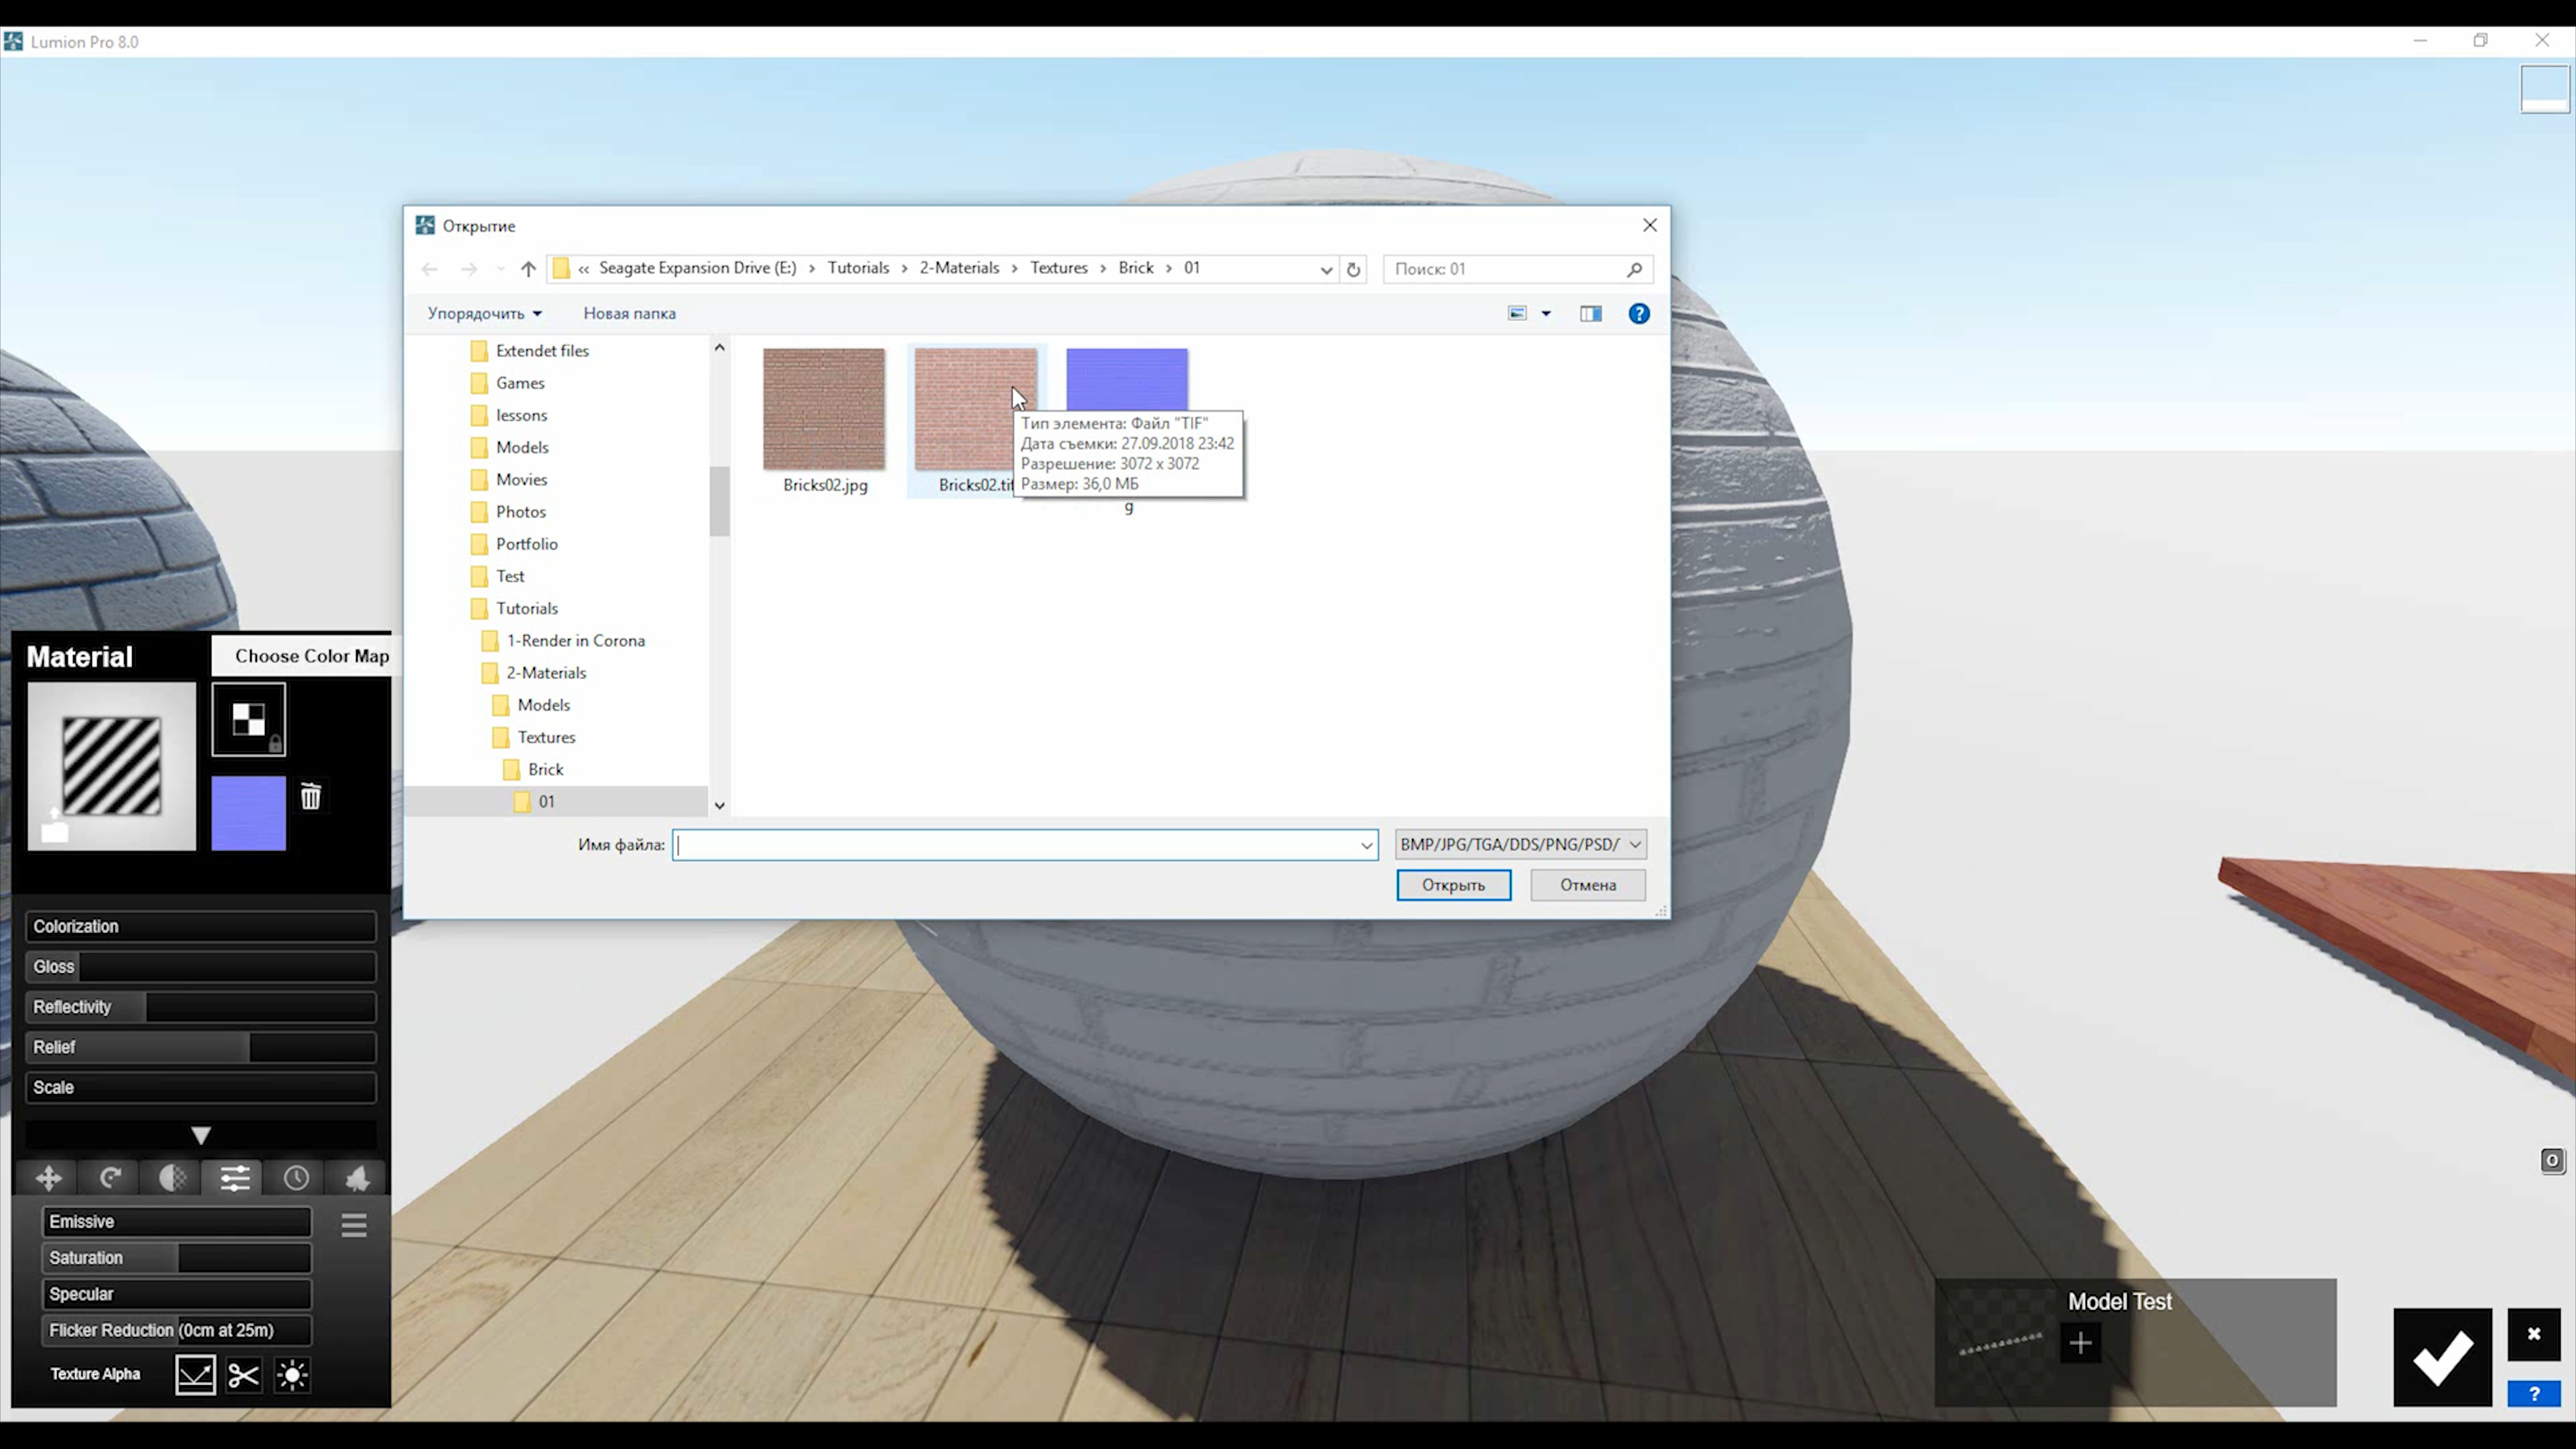 Lumion Pro 8.0
Открытие
« Seagate Expansion Drive (E:) › Tutorials › 2-Materials › Textures › Brick › 01
Поиск: 01
Упорядочить
Новая папка
Extendet files
Games
lessons
Models
Movies
Photos
Portfolio
Test
Tutorials
1-Render in Corona
2-Materials
Models
Textures
Brick
01
Bricks02.jpg
Bricks02.tif
g
Тип элемента: Файл "TIF"
Дата съемки: 27.09.2018 23:42
Разрешение: 3072 x 3072
Размер: 36,0 МБ
Имя файла:
BMP/JPG/TGA/DDS/PNG/PSD/
Открыть
Отмена
Material
Choose Color Map
Colorization
Gloss
Reflectivity
Relief
Scale
Emissive
Saturation
Specular
Flicker Reduction (0cm at 25m)
Texture Alpha
Model Test
O
?